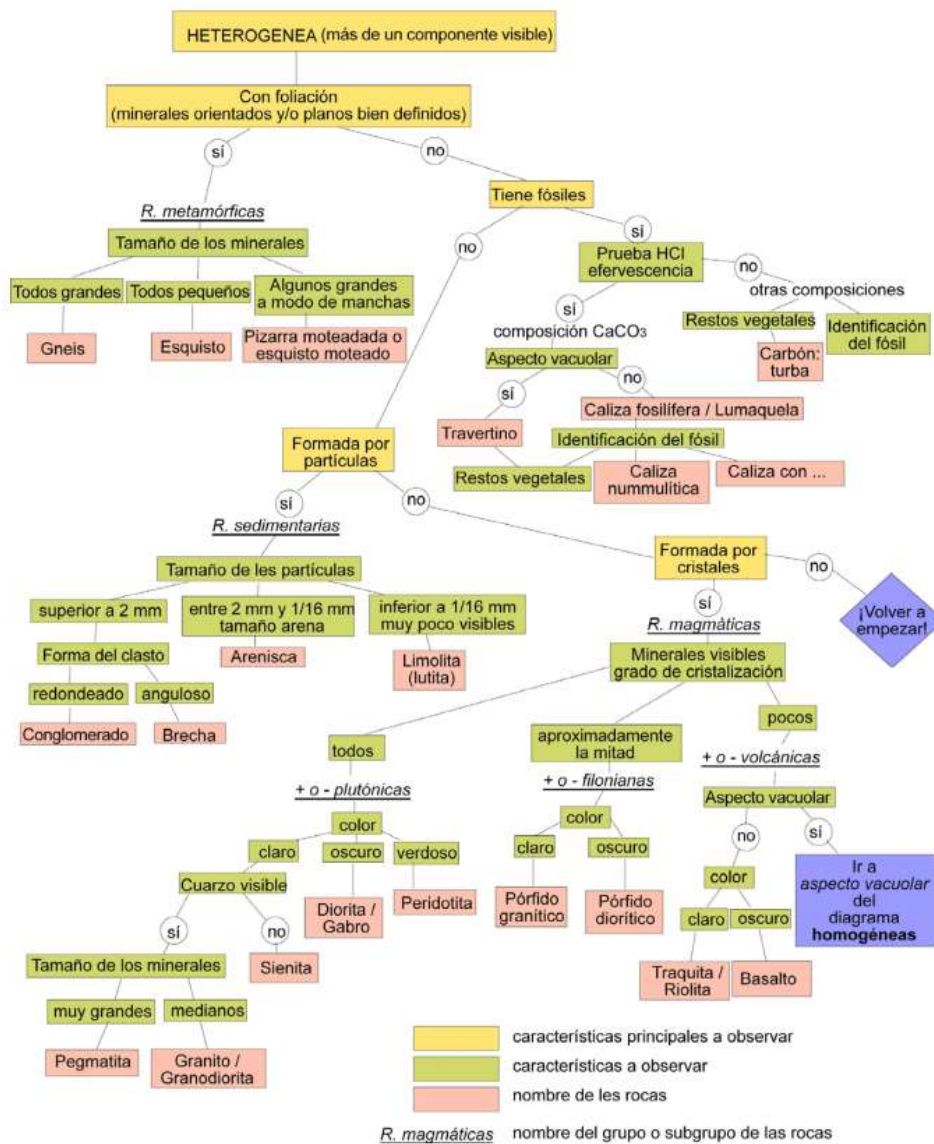 HETEROGENEA (más de un componente visible)
Con foliación
(minerales orientados y/o planos bien definidos)
sí
no
R. metamórficas
Tamaño de los minerales
Todos grandes
Todos pequeños
Algunos grandes
a modo de manchas
Gneis
Esquisto
Pizarra moteadada o
esquisto moteado
Tiene fósiles
no
sí
Prueba HCl
efervescencia
sí
no
otras composiciones
Restos vegetales
Identificación
del fósil
Carbón:
turba
composición CaCO₃
Aspecto vacuolar
sí
no
Travertino
Caliza fosilífera / Lumaquela
Identificación del fósil
Restos vegetales
Caliza
nummulítica
Caliza con ...
Formada por
partículas
sí
no
R. sedimentarias
Tamaño de les partículas
superior a 2 mm
entre 2 mm y 1/16 mm
tamaño arena
inferior a 1/16 mm
muy poco visibles
Forma del clasto
Arenisca
Limolita
(lutita)
redondeado
anguloso
Conglomerado
Brecha
Formada por
cristales
sí
no
¡Volver a
empezar!
R. magmàticas
Minerales visibles
grado de cristalización
todos
aproximadamente
la mitad
pocos
+ o - plutónicas
color
claro
oscuro
verdoso
Cuarzo visible
Diorita /
Gabro
Peridotita
sí
no
Sienita
Tamaño de los minerales
muy grandes
medianos
Pegmatita
Granito /
Granodiorita
+ o - filonianas
color
claro
oscuro
Pórfido
granítico
Pórfido
diorítico
+ o - volcánicas
Aspecto vacuolar
no
sí
color
claro
oscuro
Traquita /
Riolita
Basalto
Ir a
aspecto vacuolar
del
diagrama
homogéneas
características principales a observar
características a observar
nombre de les rocas
R. magmáticas nombre del grupo o subgrupo de las rocas